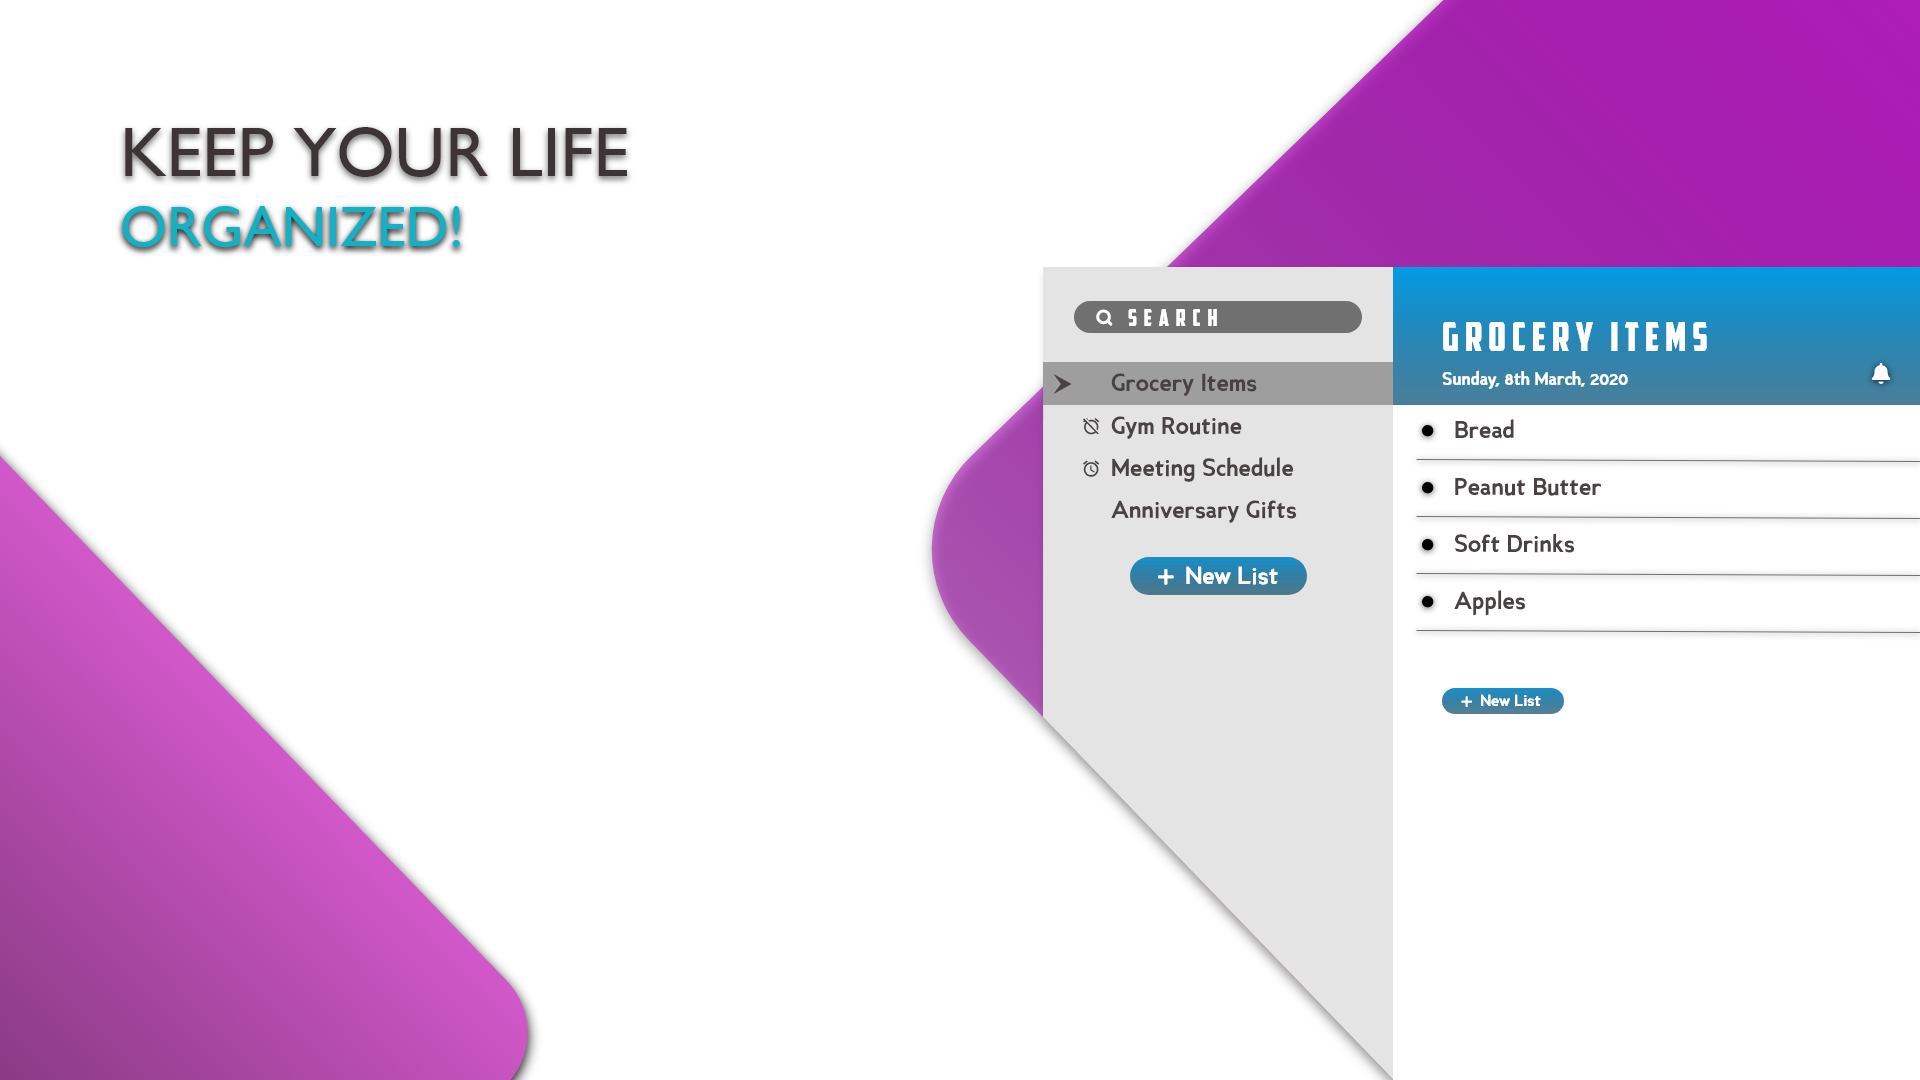 KEEP YOUR LIFE
ORGANIZED!
SEARCH
Grocery Items
Gym Routine
Meeting Schedule
Anniversary Gifts
+ New List
GROCERY ITEMS
Sunday, 8th March, 2020
Bread
Peanut Butter
Soft Drinks
Apples
+ New List